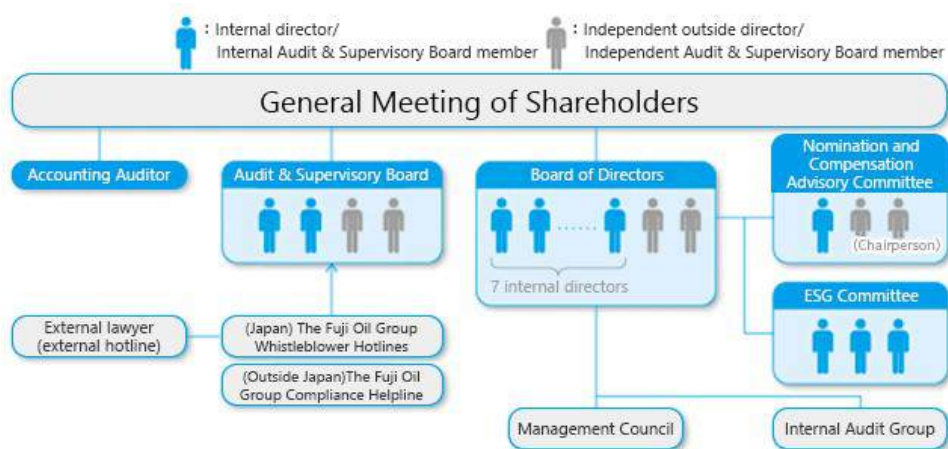 : Internal director/
Internal Audit & Supervisory Board member
: Independent outside director/
Independent Audit & Supervisory Board member
General Meeting of Shareholders
Accounting Auditor
Audit & Supervisory Board
Board of Directors
Nomination and
Compensation
Advisory Committee
(Chairperson)
7 internal directors
ESG Committee
External lawyer
(external hotline)
(Japan) The Fuji Oil Group
Whistleblower Hotlines
(Outside Japan)The Fuji Oil
Group Compliance Helpline
Management Council
Internal Audit Group